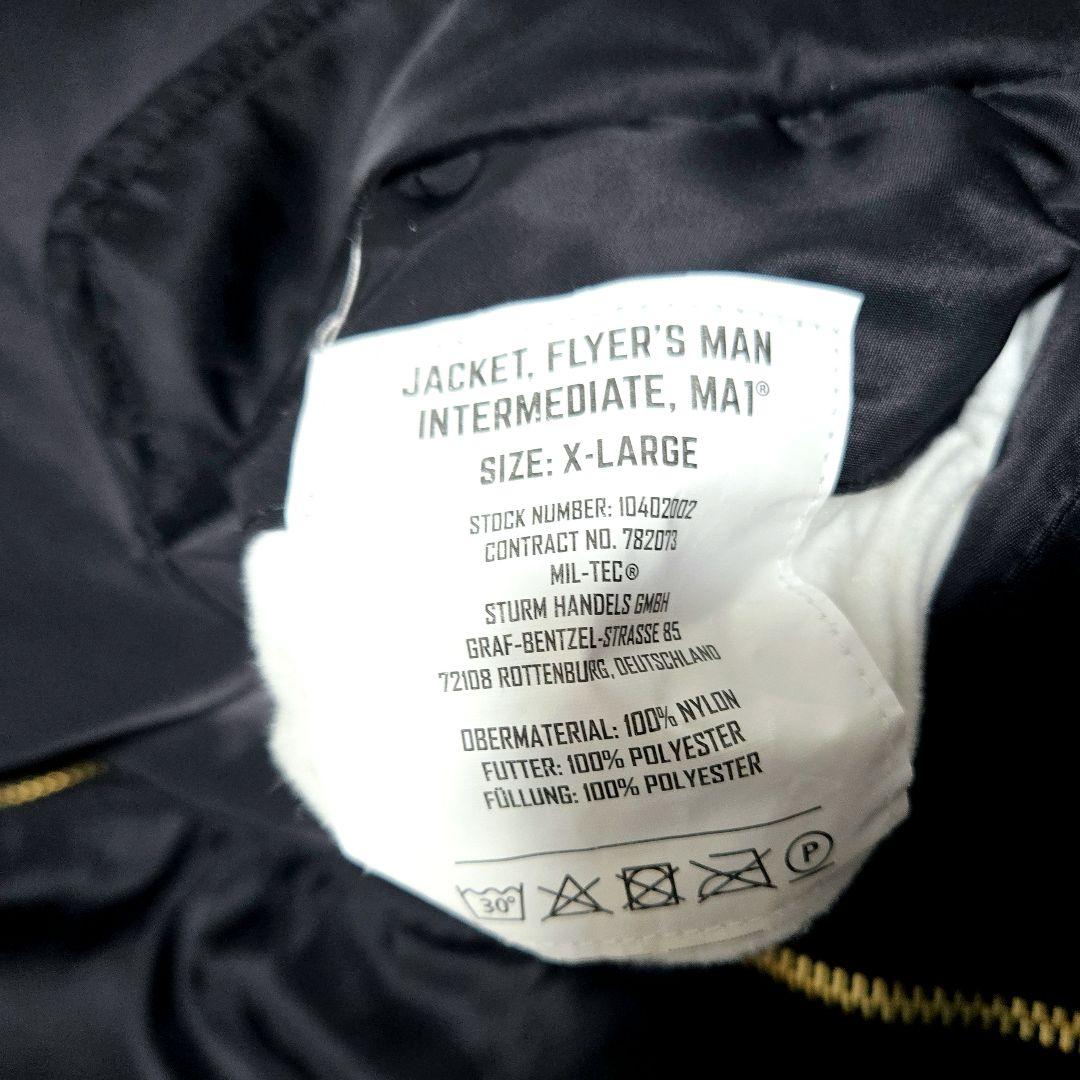 JACKET, FLYER'S MAN
INTERMEDIATE, MA1®
SIZE: X-LARGE
STOCK NUMBER: 10402002
CONTRACT NO. 782073
MIL-TEC®
STURM HANDELS GMBH
GRAF-BENTZEL-STRASSE 85
72108 ROTTENBURG, DEUTSCHLAND
OBERMATERIAL: 100% NYLON
FUTTER: 100% POLYESTER
FÜLLUNG: 100% POLYESTER
30° P